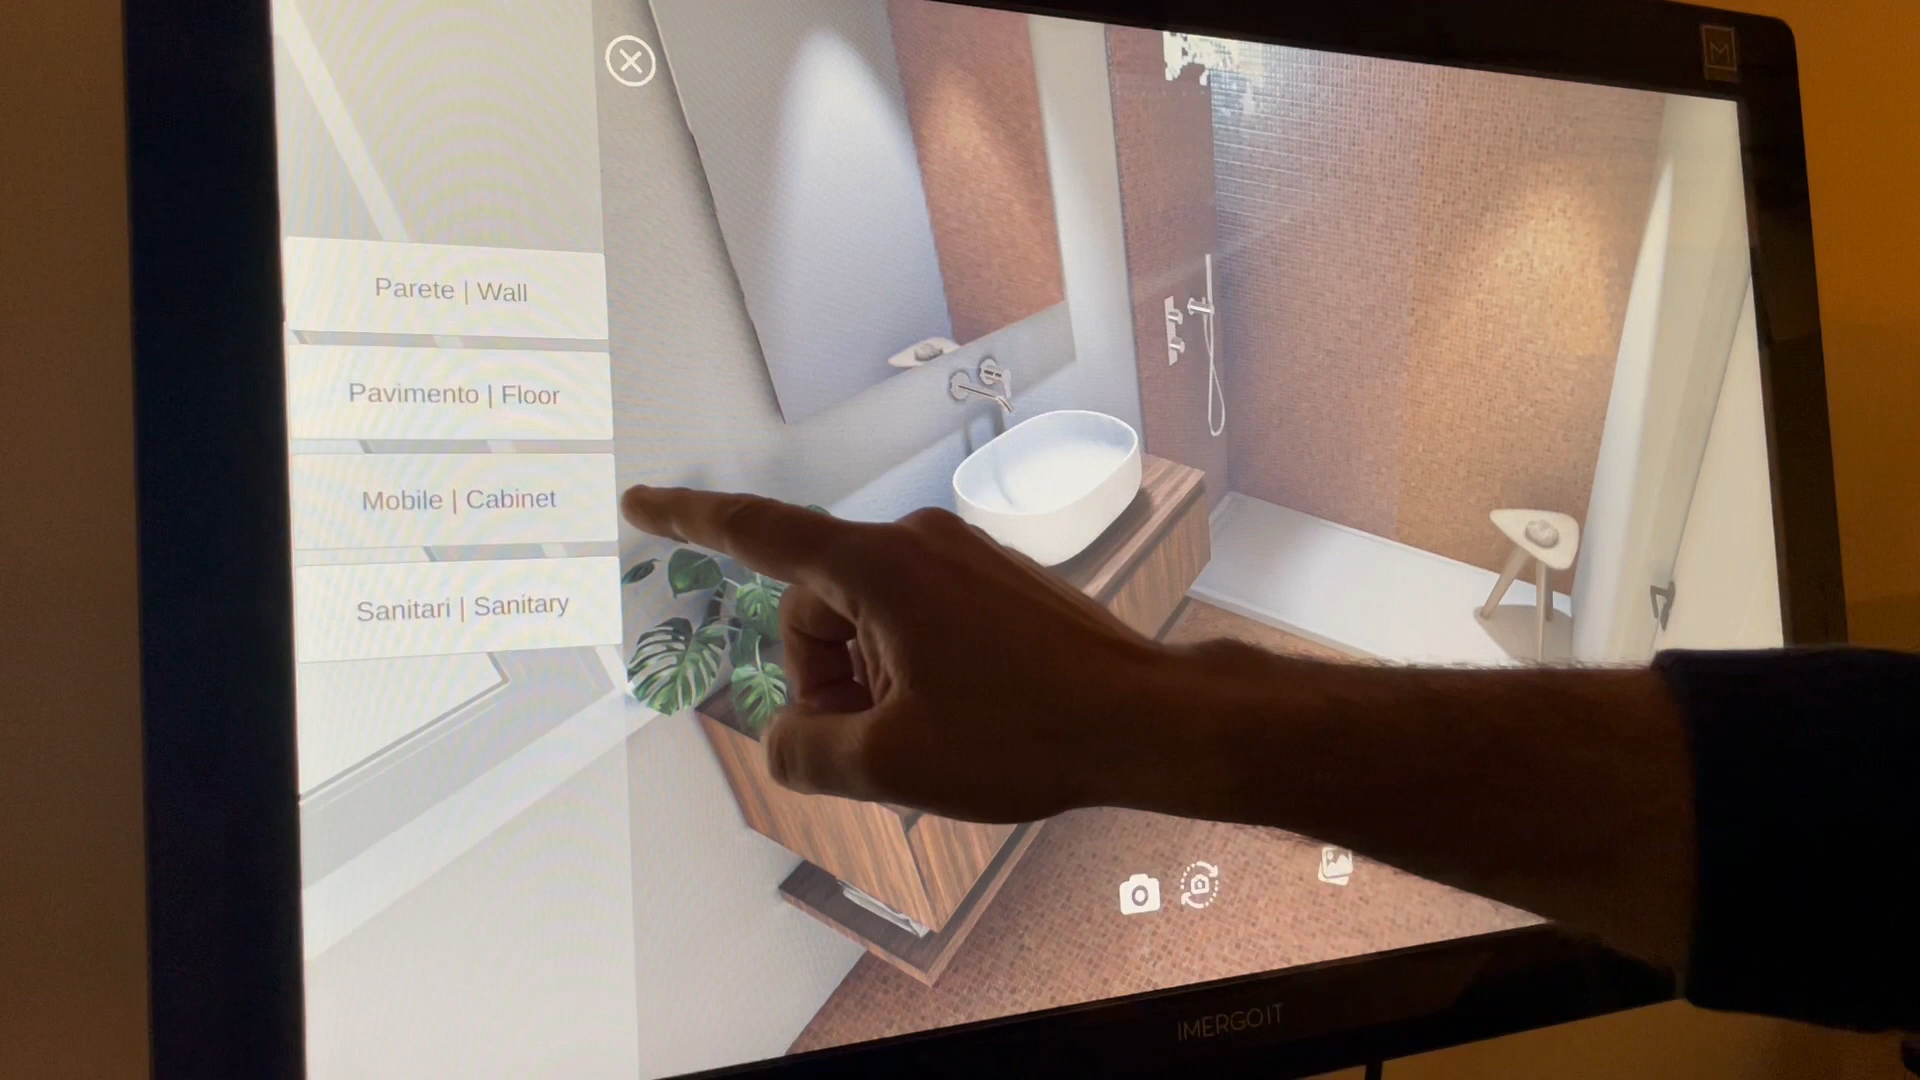 Parete | Wall
Pavimento | Floor
Mobile | Cabinet
Sanitari | Sanitary
IMERGOIT